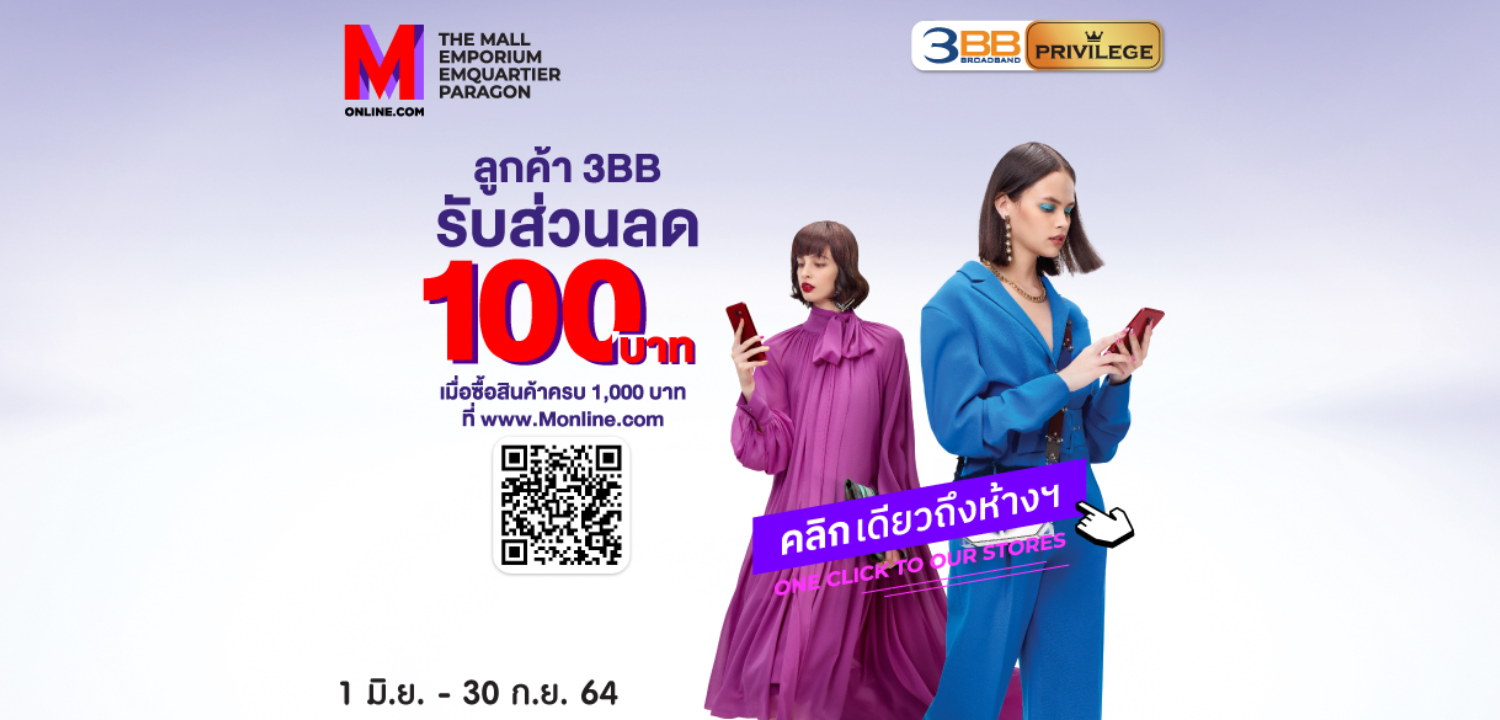 M
ONLINE.COM
THE MALL
EMPORIUM
EMQUARTIER
PARAGON
3BB
BROADBAND
PRIVILEGE
ลูกค้า 3BB
รับส่วนลด
100 บาท
เมื่อซื้อสินค้าครบ 1,000 บาท
ที่ www.Monline.com
คลิกเดียวถึงห้างฯ
ONE CLICK TO OUR STORES
1 มิ.ย. - 30 ก.ย. 64